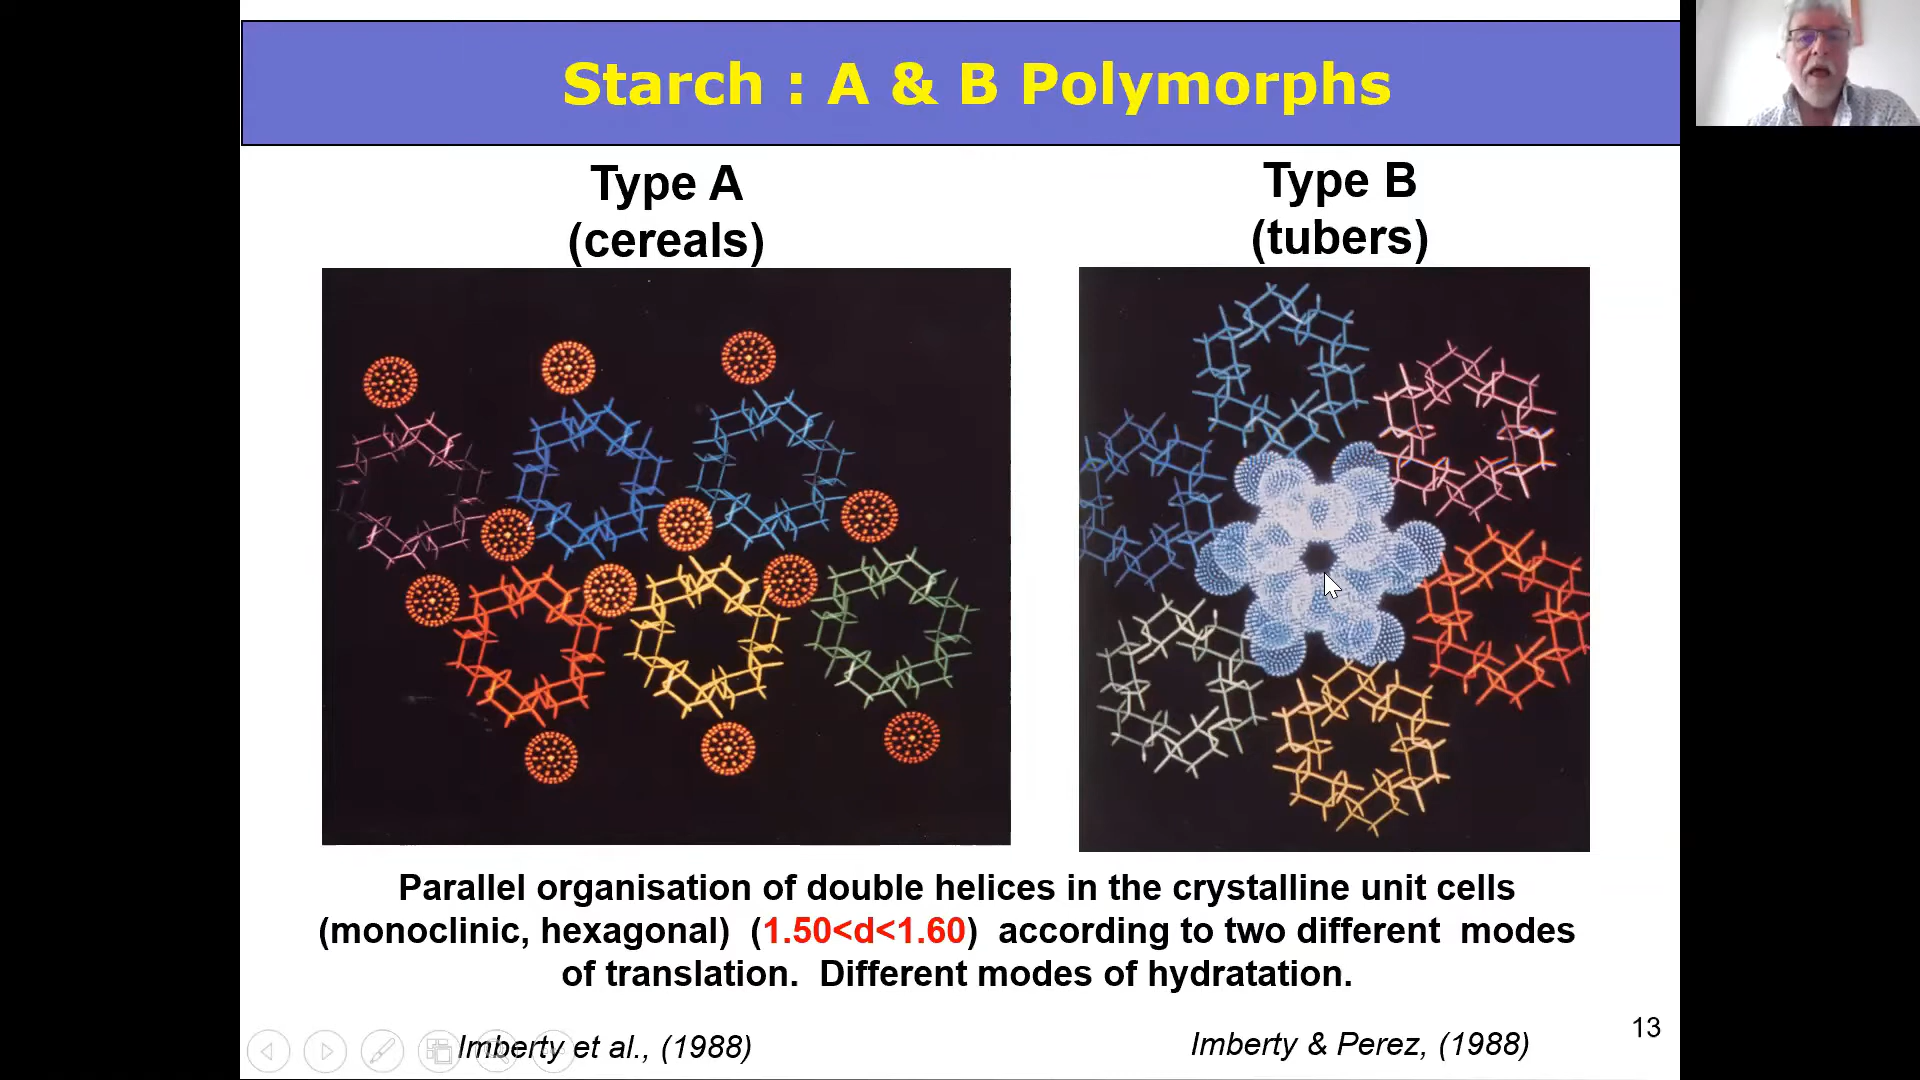 Starch : A & B Polymorphs
Type A
(cereals)
Type B
(tubers)
Parallel organisation of double helices in the crystalline unit cells
(monoclinic, hexagonal) (1.50<d<1.60) according to two different modes
of translation. Different modes of hydratation.
Imberty et al., (1988)
Imberty & Perez, (1988)
13